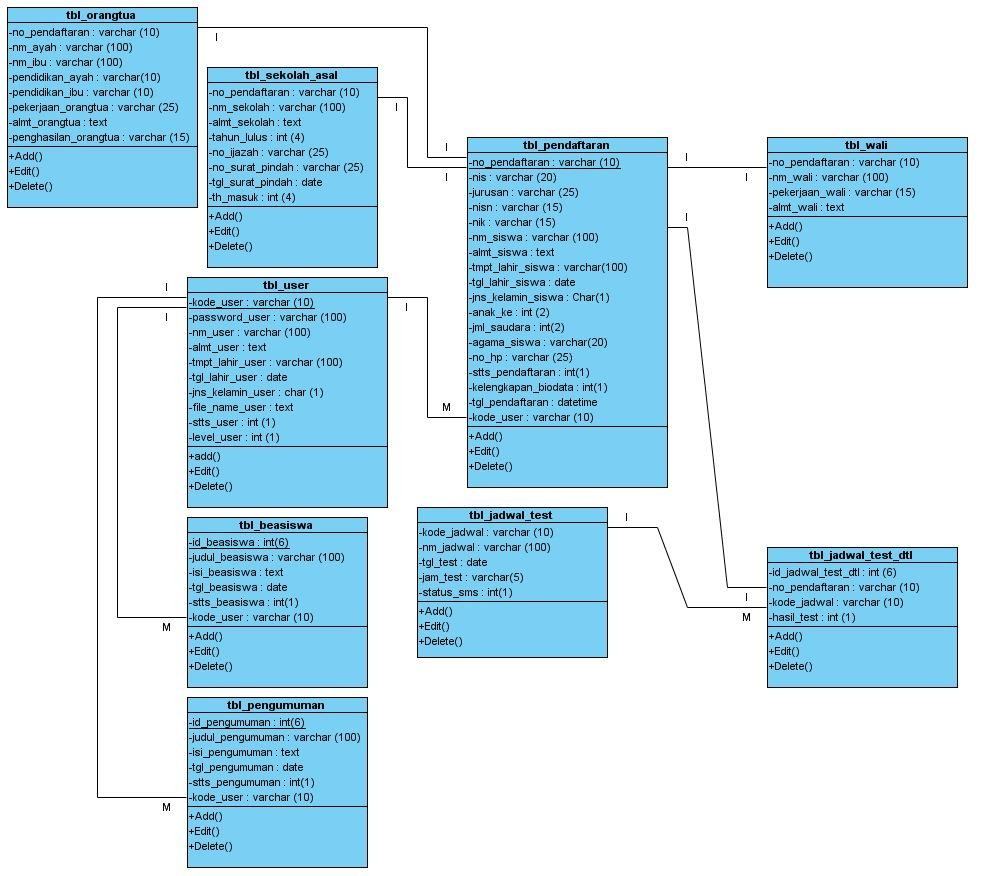 tbl_orangtua
-no_pendaftaran : varchar (10)
-nm_ayah : varchar (100)
-nm_ibu : varchar (100)
-pendidikan_ayah : varchar(10)
-pendidikan_ibu : varchar (10)
-pekerjaan_orangtua : varchar (25)
-almt_orangtua : text
-penghasilan_orangtua : varchar (15)
+Add()
+Edit()
+Delete()
I
I
tbl_sekolah_asal
-no_pendaftaran : varchar (10)
-nm_sekolah : varchar (100)
-almt_sekolah : text
-tahun_lulus : int (4)
-no_ijazah : varchar (25)
-no_surat_pindah : varchar (25)
-tgl_surat_pindah : date
-th_masuk : int (4)
+Add()
+Edit()
+Delete()
I
I
tbl_pendaftaran
-no_pendaftaran : varchar (10)
-nis : varchar (20)
-jurusan : varchar (25)
-nisn : varchar (15)
-nik : varchar (15)
-nm_siswa : varchar (100)
-almt_siswa : text
-tmpt_lahir_siswa : varchar(100)
-tgl_lahir_siswa : date
-jns_kelamin_siswa : Char(1)
-anak_ke : int (2)
-jml_saudara : int(2)
-agama_siswa : varchar(20)
-no_hp : varchar (25)
-stts_pendaftaran : int(1)
-kelengkapan_biodata : int(1)
-tgl_pendaftaran : datetime
-kode_user : varchar (10)
+Add()
+Edit()
+Delete()
I
I
tbl_wali
-no_pendaftaran : varchar (10)
-nm_wali : varchar (100)
-pekerjaan_wali : varchar (15)
-almt_wali : text
+Add()
+Edit()
+Delete()
I
I
I
tbl_user
-kode_user : varchar (10)
-password_user : varchar (100)
-nm_user : varchar (100)
-almt_user : text
-tmpt_lahir_user : varchar (100)
-tgl_lahir_user : date
-jns_kelamin_user : char (1)
-file_name_user : text
-stts_user : int (1)
-level_user : int (1)
+add()
+Edit()
+Delete()
I
M
tbl_beasiswa
-id_beasiswa : int(6)
-judul_beasiswa : varchar (100)
-isi_beasiswa : text
-tgl_beasiswa : date
-stts_beasiswa : int(1)
-kode_user : varchar (10)
+Add()
+Edit()
+Delete()
M
tbl_jadwal_test
-kode_jadwal : varchar (10)
-nm_jadwal : varchar (100)
-tgl_test : date
-jam_test : varchar(5)
-status_sms : int(1)
+Add()
+Edit()
+Delete()
I
tbl_jadwal_test_dtl
-id_jadwal_test_dtl : int (6)
-no_pendaftaran : varchar (10)
-kode_jadwal : varchar (10)
-hasil_test : int (1)
+Add()
+Edit()
+Delete()
I
M
tbl_pengumuman
-id_pengumuman : int(6)
-judul_pengumuman : varchar (100)
-isi_pengumuman : text
-tgl_pengumuman : date
-stts_pengumuman : int(1)
-kode_user : varchar (10)
+Add()
+Edit()
+Delete()
M